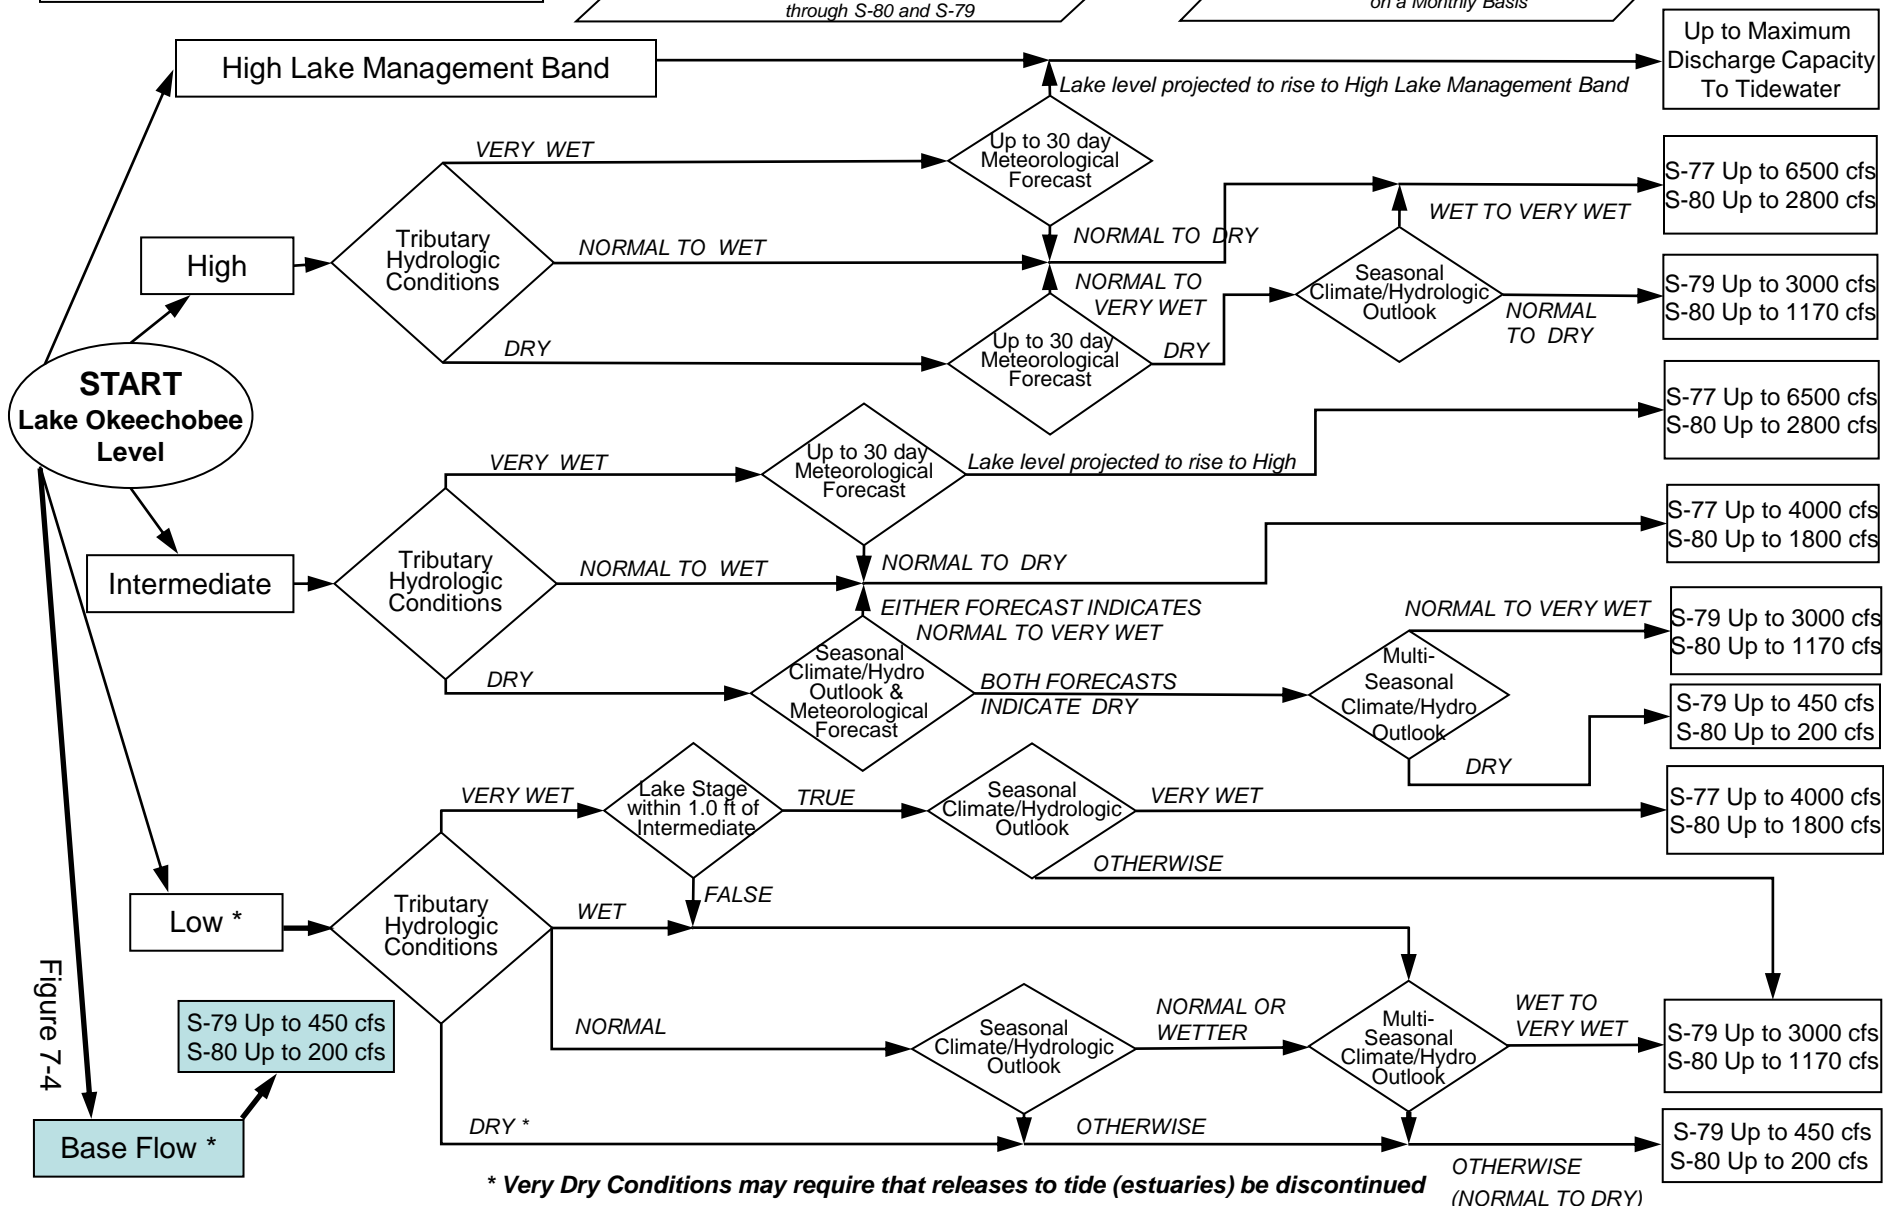 through S-80 and S-79
on a Monthly Basis
Up to Maximum
Discharge Capacity
To Tidewater
High Lake Management Band
Lake level projected to rise to High Lake Management Band
VERY WET
Up to 30 day
Meteorological
Forecast
S-77 Up to 6500 cfs
S-80 Up to 2800 cfs
WET TO VERY WET
High
Tributary
Hydrologic
Conditions
NORMAL TO WET
NORMAL TO DRY
NORMAL TO
VERY WET
Seasonal
Climate/Hydrologic
Outlook
NORMAL
TO DRY
S-79 Up to 3000 cfs
S-80 Up to 1170 cfs
DRY
Up to 30 day
Meteorological
Forecast
DRY
START
Lake Okeechobee
Level
S-77 Up to 6500 cfs
S-80 Up to 2800 cfs
VERY WET
Up to 30 day
Meteorological
Forecast
Lake level projected to rise to High
S-77 Up to 4000 cfs
S-80 Up to 1800 cfs
Intermediate
Tributary
Hydrologic
Conditions
NORMAL TO WET
NORMAL TO DRY
EITHER FORECAST INDICATES
NORMAL TO VERY WET
NORMAL TO VERY WET
S-79 Up to 3000 cfs
S-80 Up to 1170 cfs
DRY
Seasonal
Climate/Hydro
Outlook &
Meteorological
Forecast
BOTH FORECASTS
INDICATE DRY
Multi-
Seasonal
Climate/Hydro
Outlook
DRY
S-79 Up to 450 cfs
S-80 Up to 200 cfs
VERY WET
Lake Stage
within 1.0 ft of
Intermediate
TRUE
Seasonal
Climate/Hydrologic
Outlook
VERY WET
S-77 Up to 4000 cfs
S-80 Up to 1800 cfs
OTHERWISE
FALSE
Low *
Tributary
Hydrologic
Conditions
WET
NORMAL
Seasonal
Climate/Hydrologic
Outlook
NORMAL OR
WETTER
Multi-
Seasonal
Climate/Hydro
Outlook
WET TO
VERY WET
S-79 Up to 3000 cfs
S-80 Up to 1170 cfs
Figure 7-4
S-79 Up to 450 cfs
S-80 Up to 200 cfs
Base Flow *
DRY *
OTHERWISE
S-79 Up to 450 cfs
S-80 Up to 200 cfs
OTHERWISE
(NORMAL TO DRY)
* Very Dry Conditions may require that releases to tide (estuaries) be discontinued